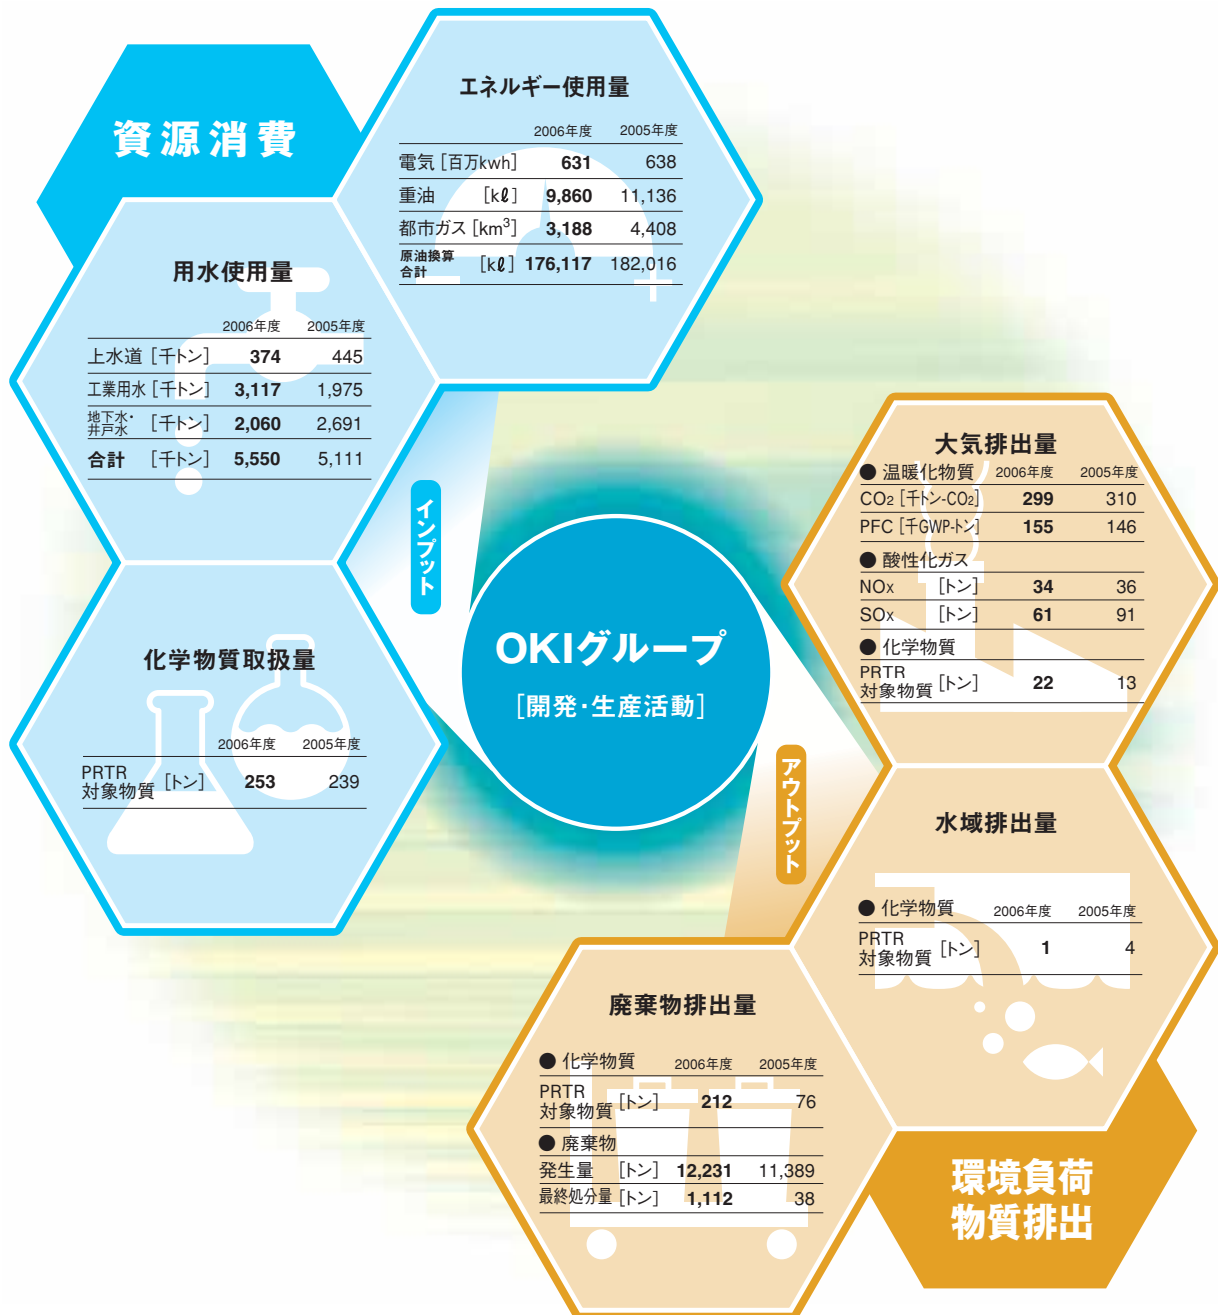 資源消費
エネルギー使用量
2006年度 2005年度
電気 [百万kwh] 631 638
重油 [kℓ] 9,860 11,136
都市ガス [km³] 3,188 4,408
原油換算
合計 [kℓ] 176,117 182,016
用水使用量
2006年度 2005年度
上水道 [千トン] 374 445
工業用水 [千トン] 3,117 1,975
地下水・
井戸水 [千トン] 2,060 2,691
合計 [千トン] 5,550 5,111
化学物質取扱量
2006年度 2005年度
PRTR
対象物質 [トン] 253 239
インプット
OKIグループ
[開発・生産活動]
アウトプット
大気排出量
● 温暖化物質 2006年度 2005年度
CO₂ [千トン-CO₂] 299 310
PFC [千GWP-トン] 155 146
● 酸性化ガス
NOx [トン] 34 36
SOx [トン] 61 91
● 化学物質
PRTR
対象物質 [トン] 22 13
水域排出量
● 化学物質 2006年度 2005年度
PRTR
対象物質 [トン] 1 4
廃棄物排出量
● 化学物質 2006年度 2005年度
PRTR
対象物質 [トン] 212 76
● 廃棄物
発生量 [トン] 12,231 11,389
最終処分量 [トン] 1,112 38
環境負荷
物質排出